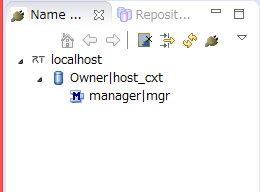 Name ... Reposit...
RT localhost
Owner|host_cxt
M manager|mgr